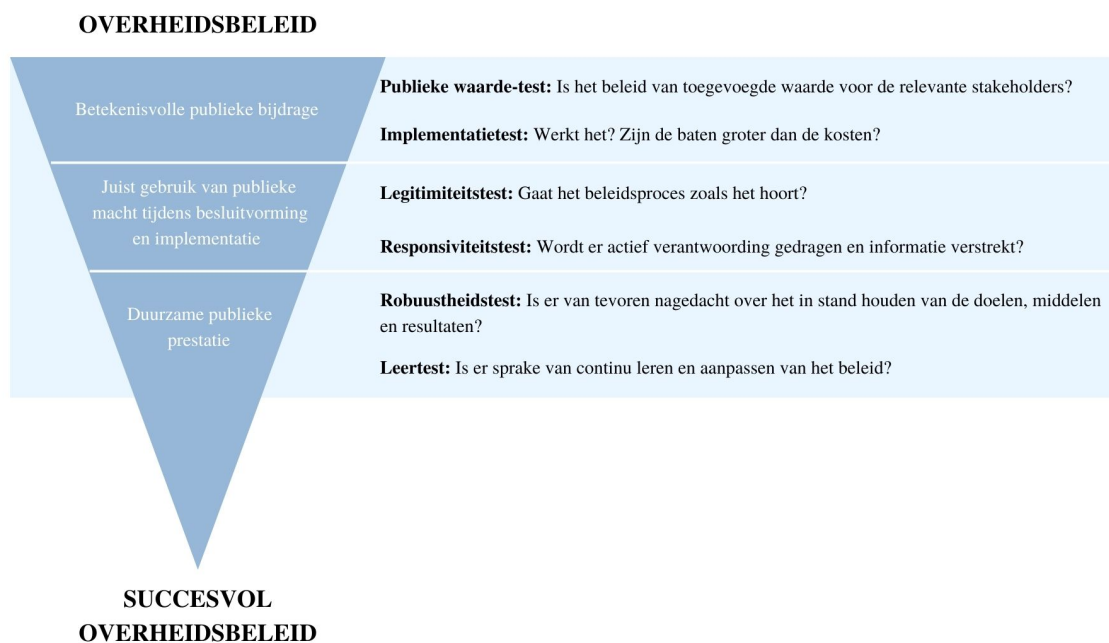 OVERHEIDSBELEID
Betekenisvolle publieke bijdrage
Publieke waarde-test: Is het beleid van toegevoegde waarde voor de relevante stakeholders?
Implementatietest: Werkt het? Zijn de baten groter dan de kosten?
Juist gebruik van publieke
macht tijdens besluitvorming
en implementatie
Legitimiteitstest: Gaat het beleidsproces zoals het hoort?
Responsiviteitstest: Wordt er actief verantwoording gedragen en informatie verstrekt?
Duurzame publieke
prestatie
Robuustheidstest: Is er van tevoren nagedacht over het in stand houden van de doelen, middelen
en resultaten?
Leertest: Is er sprake van continu leren en aanpassen van het beleid?
SUCCESVOL
OVERHEIDSBELEID